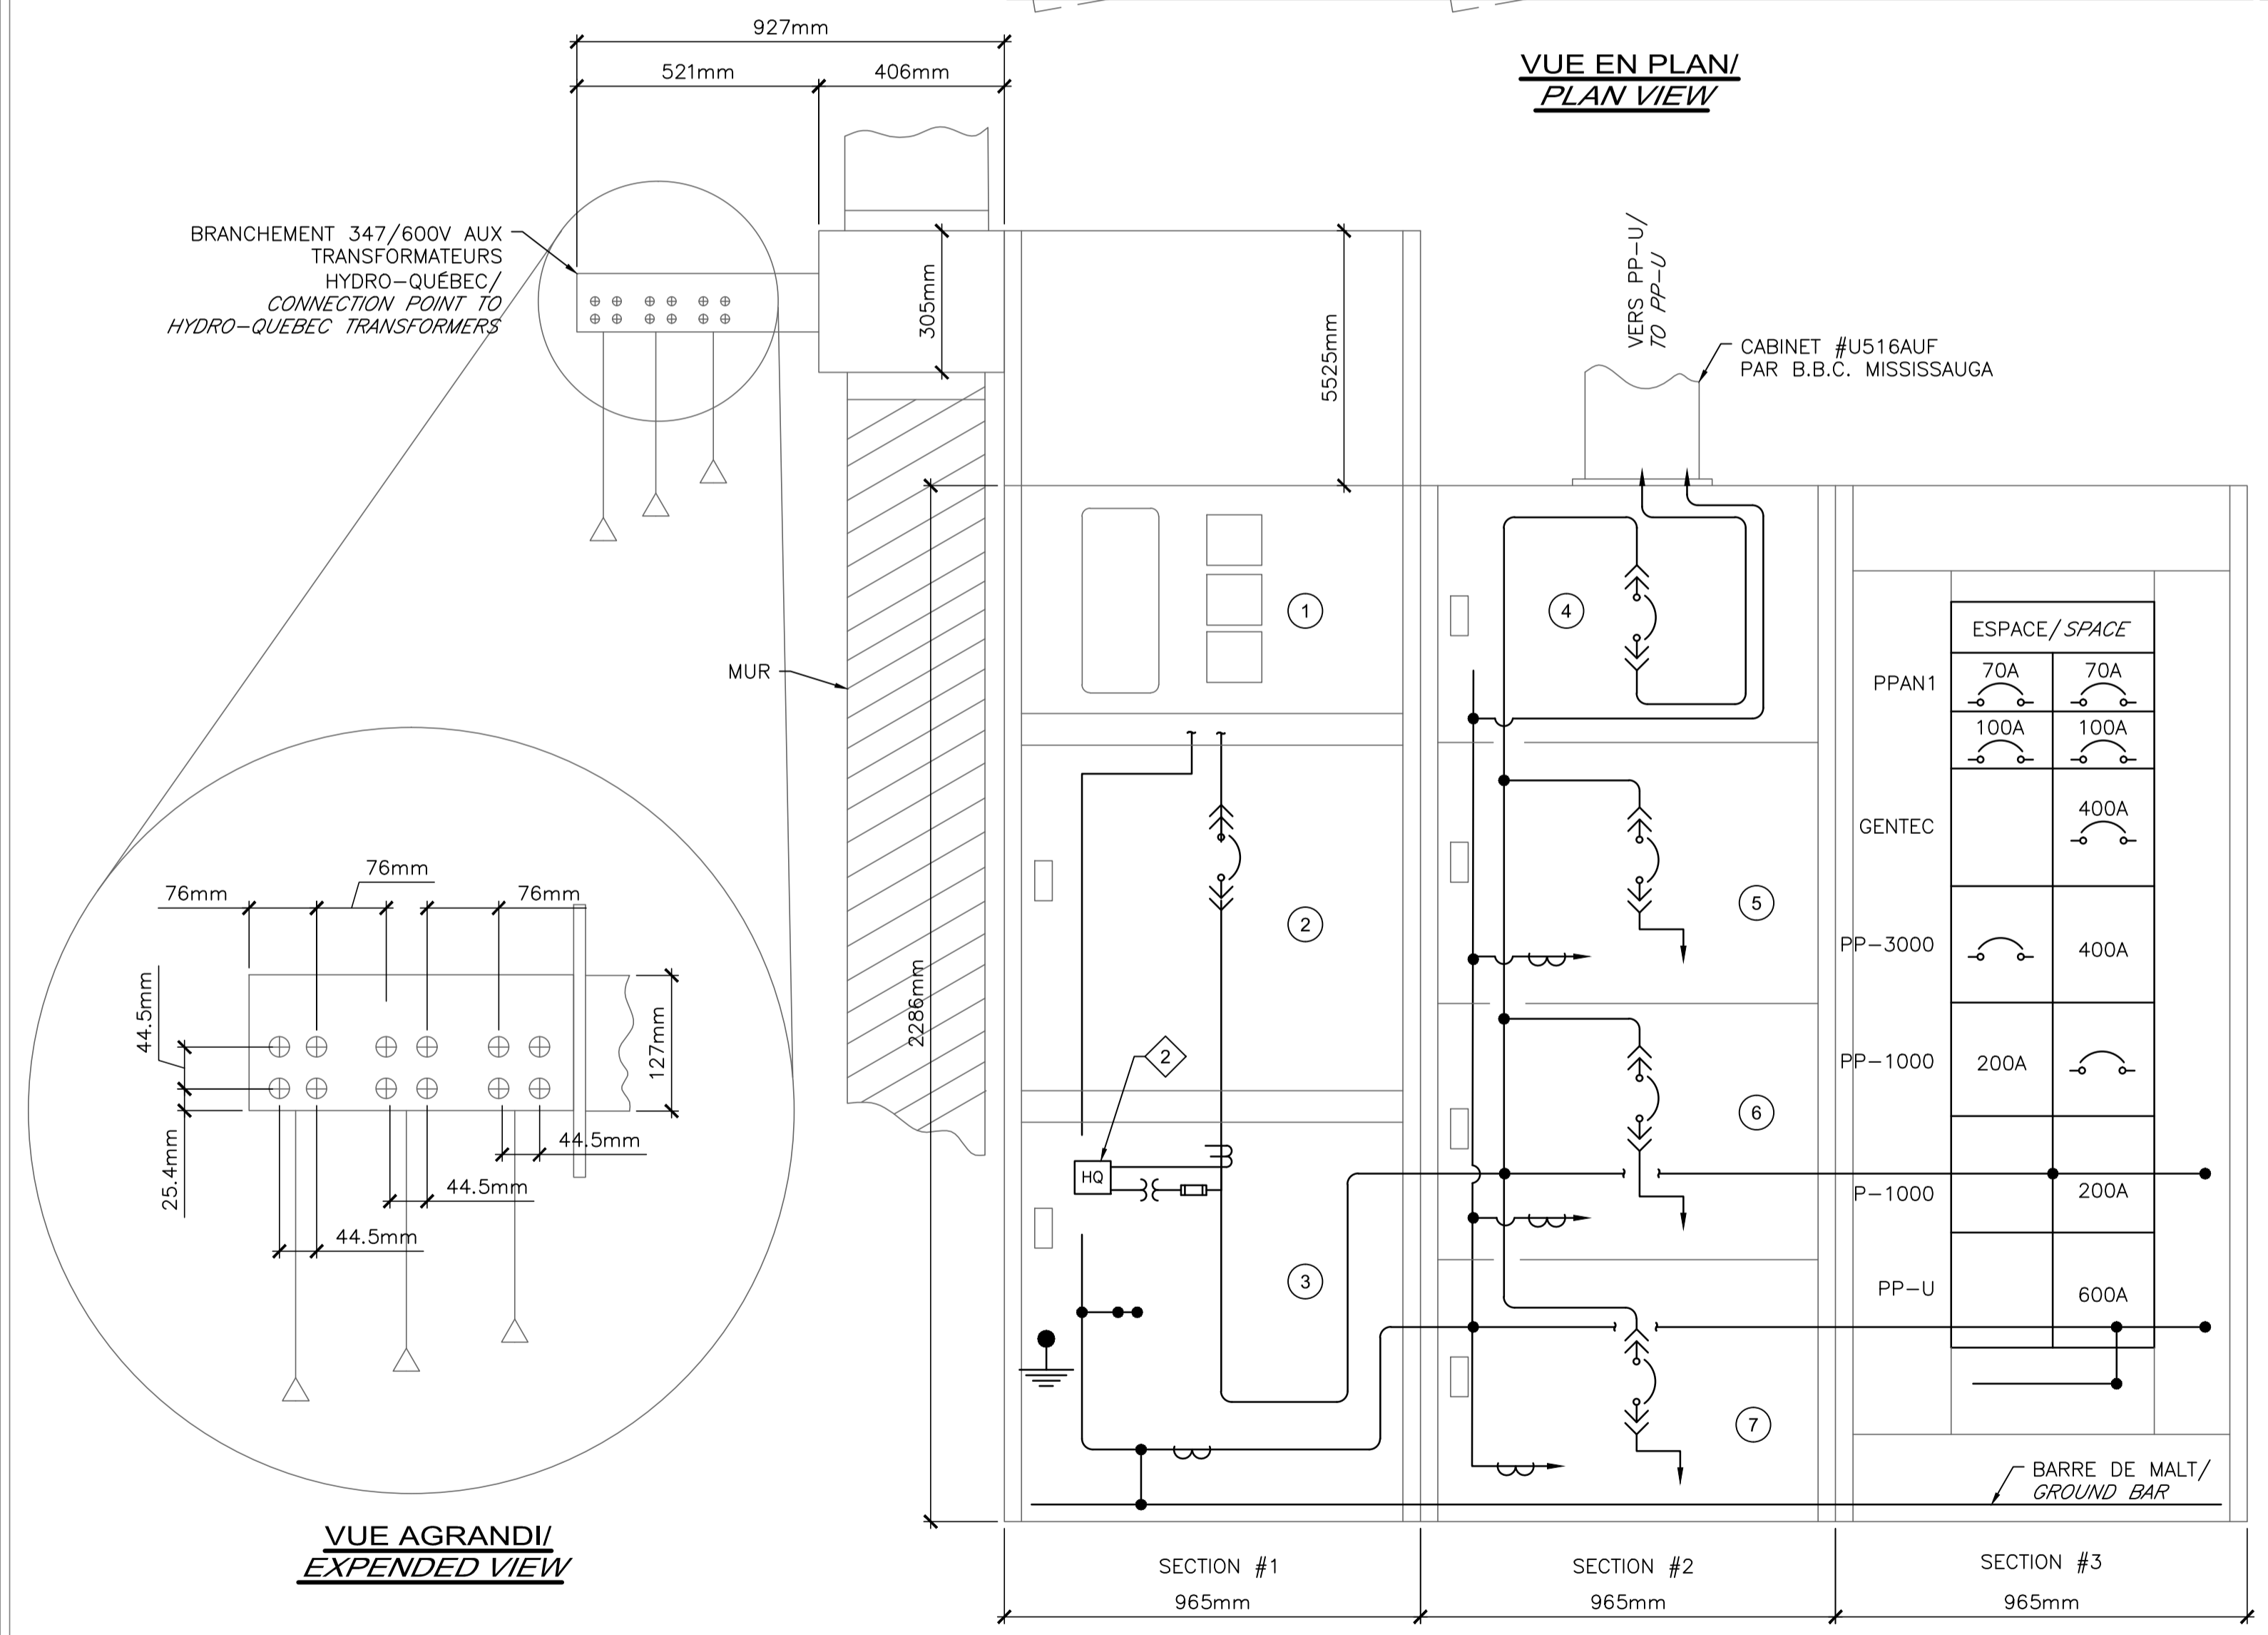 927mm
521mm
406mm
VUE EN PLAN/
PLAN VIEW
BRANCHEMENT 347/600V AUX
TRANSFORMATEURS
HYDRO-QUÉBEC/
CONNECTION POINT TO
HYDRO-QUEBEC TRANSFORMERS
305mm
5525mm
VERS PP-U/
TO PP-U
CABINET #U516AUF
PAR B.B.C. MISSISSAUGA
MUR
2286mm
1
2
3
4
5
6
7
2
HQ
ESPACE/SPACE
PPAN1
70A
70A
100A
100A
GENTEC
400A
PP-3000
400A
PP-1000
200A
P-1000
200A
PP-U
600A
BARRE DE MALT/
GROUND BAR
76mm
76mm
76mm
44.5mm
127mm
25.4mm
44.5mm
44.5mm
44.5mm
VUE AGRANDI/
EXPENDED VIEW
SECTION #1
SECTION #2
SECTION #3
965mm
965mm
965mm